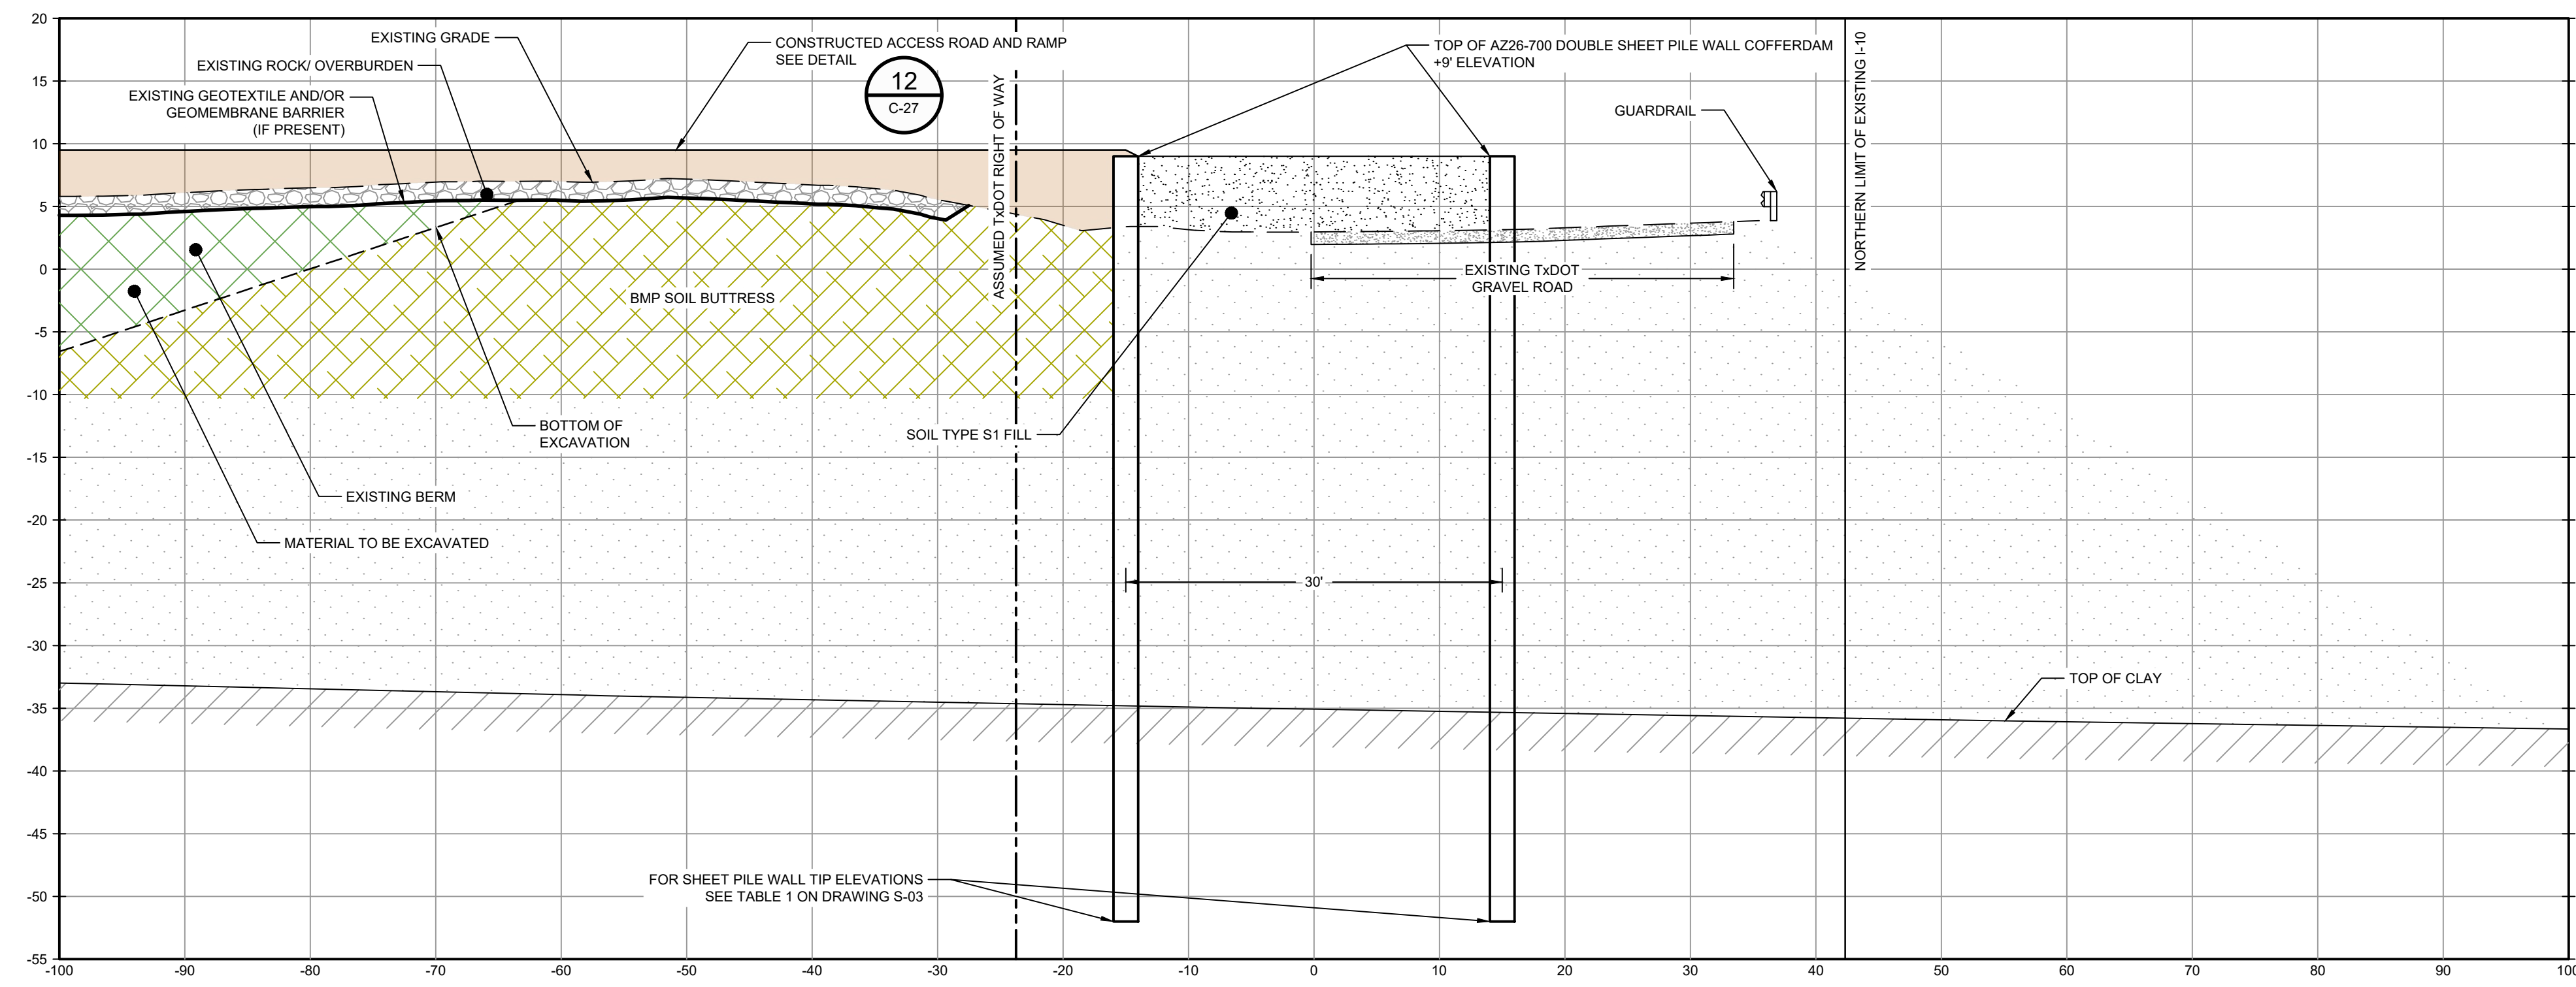 EXISTING GRADE
EXISTING ROCK/ OVERBURDEN
EXISTING GEOTEXTILE AND/OR
GEOMEMBRANE BARRIER
(IF PRESENT)
CONSTRUCTED ACCESS ROAD AND RAMP
SEE DETAIL
12
C-27
ASSUMED TxDOT RIGHT OF WAY
TOP OF AZ26-700 DOUBLE SHEET PILE WALL COFFERDAM
+9' ELEVATION
GUARDRAIL
NORTHERN LIMIT OF EXISTING I-10
EXISTING TxDOT
GRAVEL ROAD
BMP SOIL BUTTRESS
BOTTOM OF
EXCAVATION
SOIL TYPE S1 FILL
EXISTING BERM
MATERIAL TO BE EXCAVATED
30'
TOP OF CLAY
FOR SHEET PILE WALL TIP ELEVATIONS
SEE TABLE 1 ON DRAWING S-03
20
15
10
5
0
-5
-10
-15
-20
-25
-30
-35
-40
-45
-50
-55
-100 -90 -80 -70 -60 -50 -40 -30 -20 -10 0 10 20 30 40 50 60 70 80 90 100